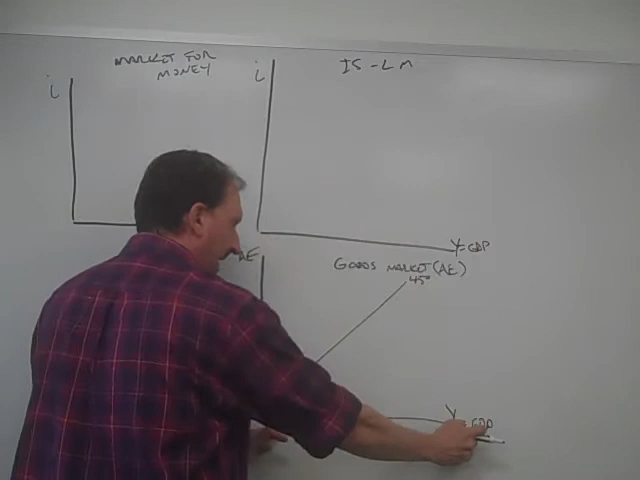 MARKET FOR
MONEY
i
i
IS-LM
Y=GDP
AE
GOODS MARKET (AE)
45°
Y
GDP